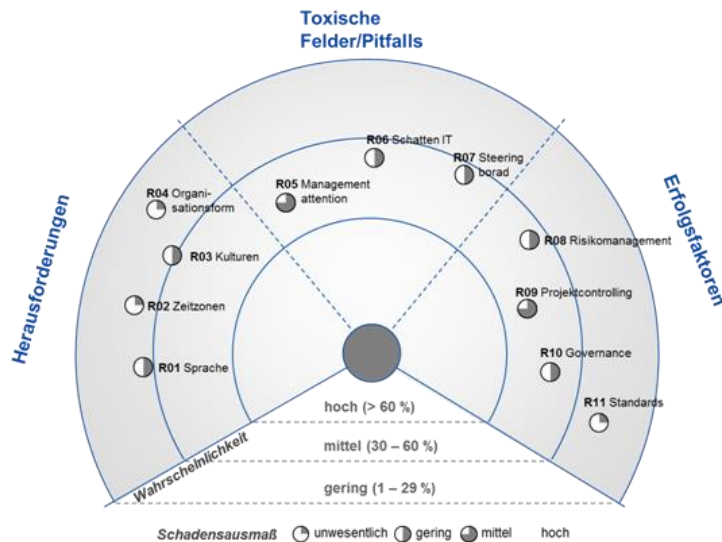 Toxische
Felder/Pitfalls
Herausforderungen
Erfolgsfaktoren
R06 Schatten IT
R07 Steering
borad
R05 Management
attention
R04 Organi-
sationsform
R03 Kulturen
R08 Risikomanagement
R02 Zeitzonen
R09 Projektcontrolling
R01 Sprache
R10 Governance
R11 Standards
hoch (> 60 %)
mittel (30 – 60 %)
gering (1 – 29 %)
Wahrscheinlichkeit
Schadensausmaß unwesentlich gering mittel hoch